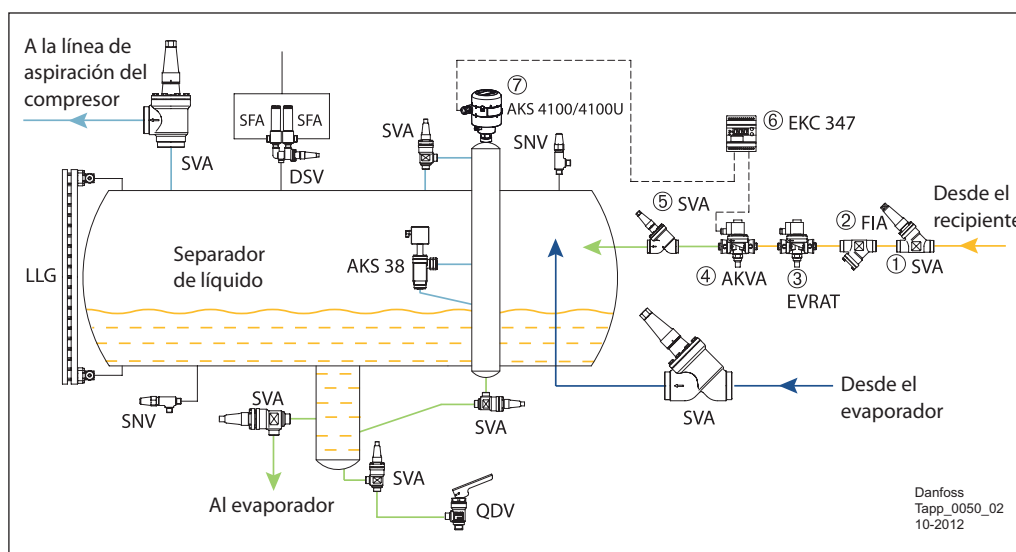 A la línea de
aspiración del
compresor
SVA
SFA
SFA
DSV
SVA
⑦
AKS 4100/4100U
SNV
⑥ EKC 347
⑤ SVA
② FIA
Desde el
recipiente
① SVA
④ AKVA
③
EVRAT
LLG
Separador
de líquido
AKS 38
SNV
SVA
SVA
SVA
Desde el
evaporador
Al evaporador
SVA
QDV
Danfoss
Tapp_0050_02
10-2012